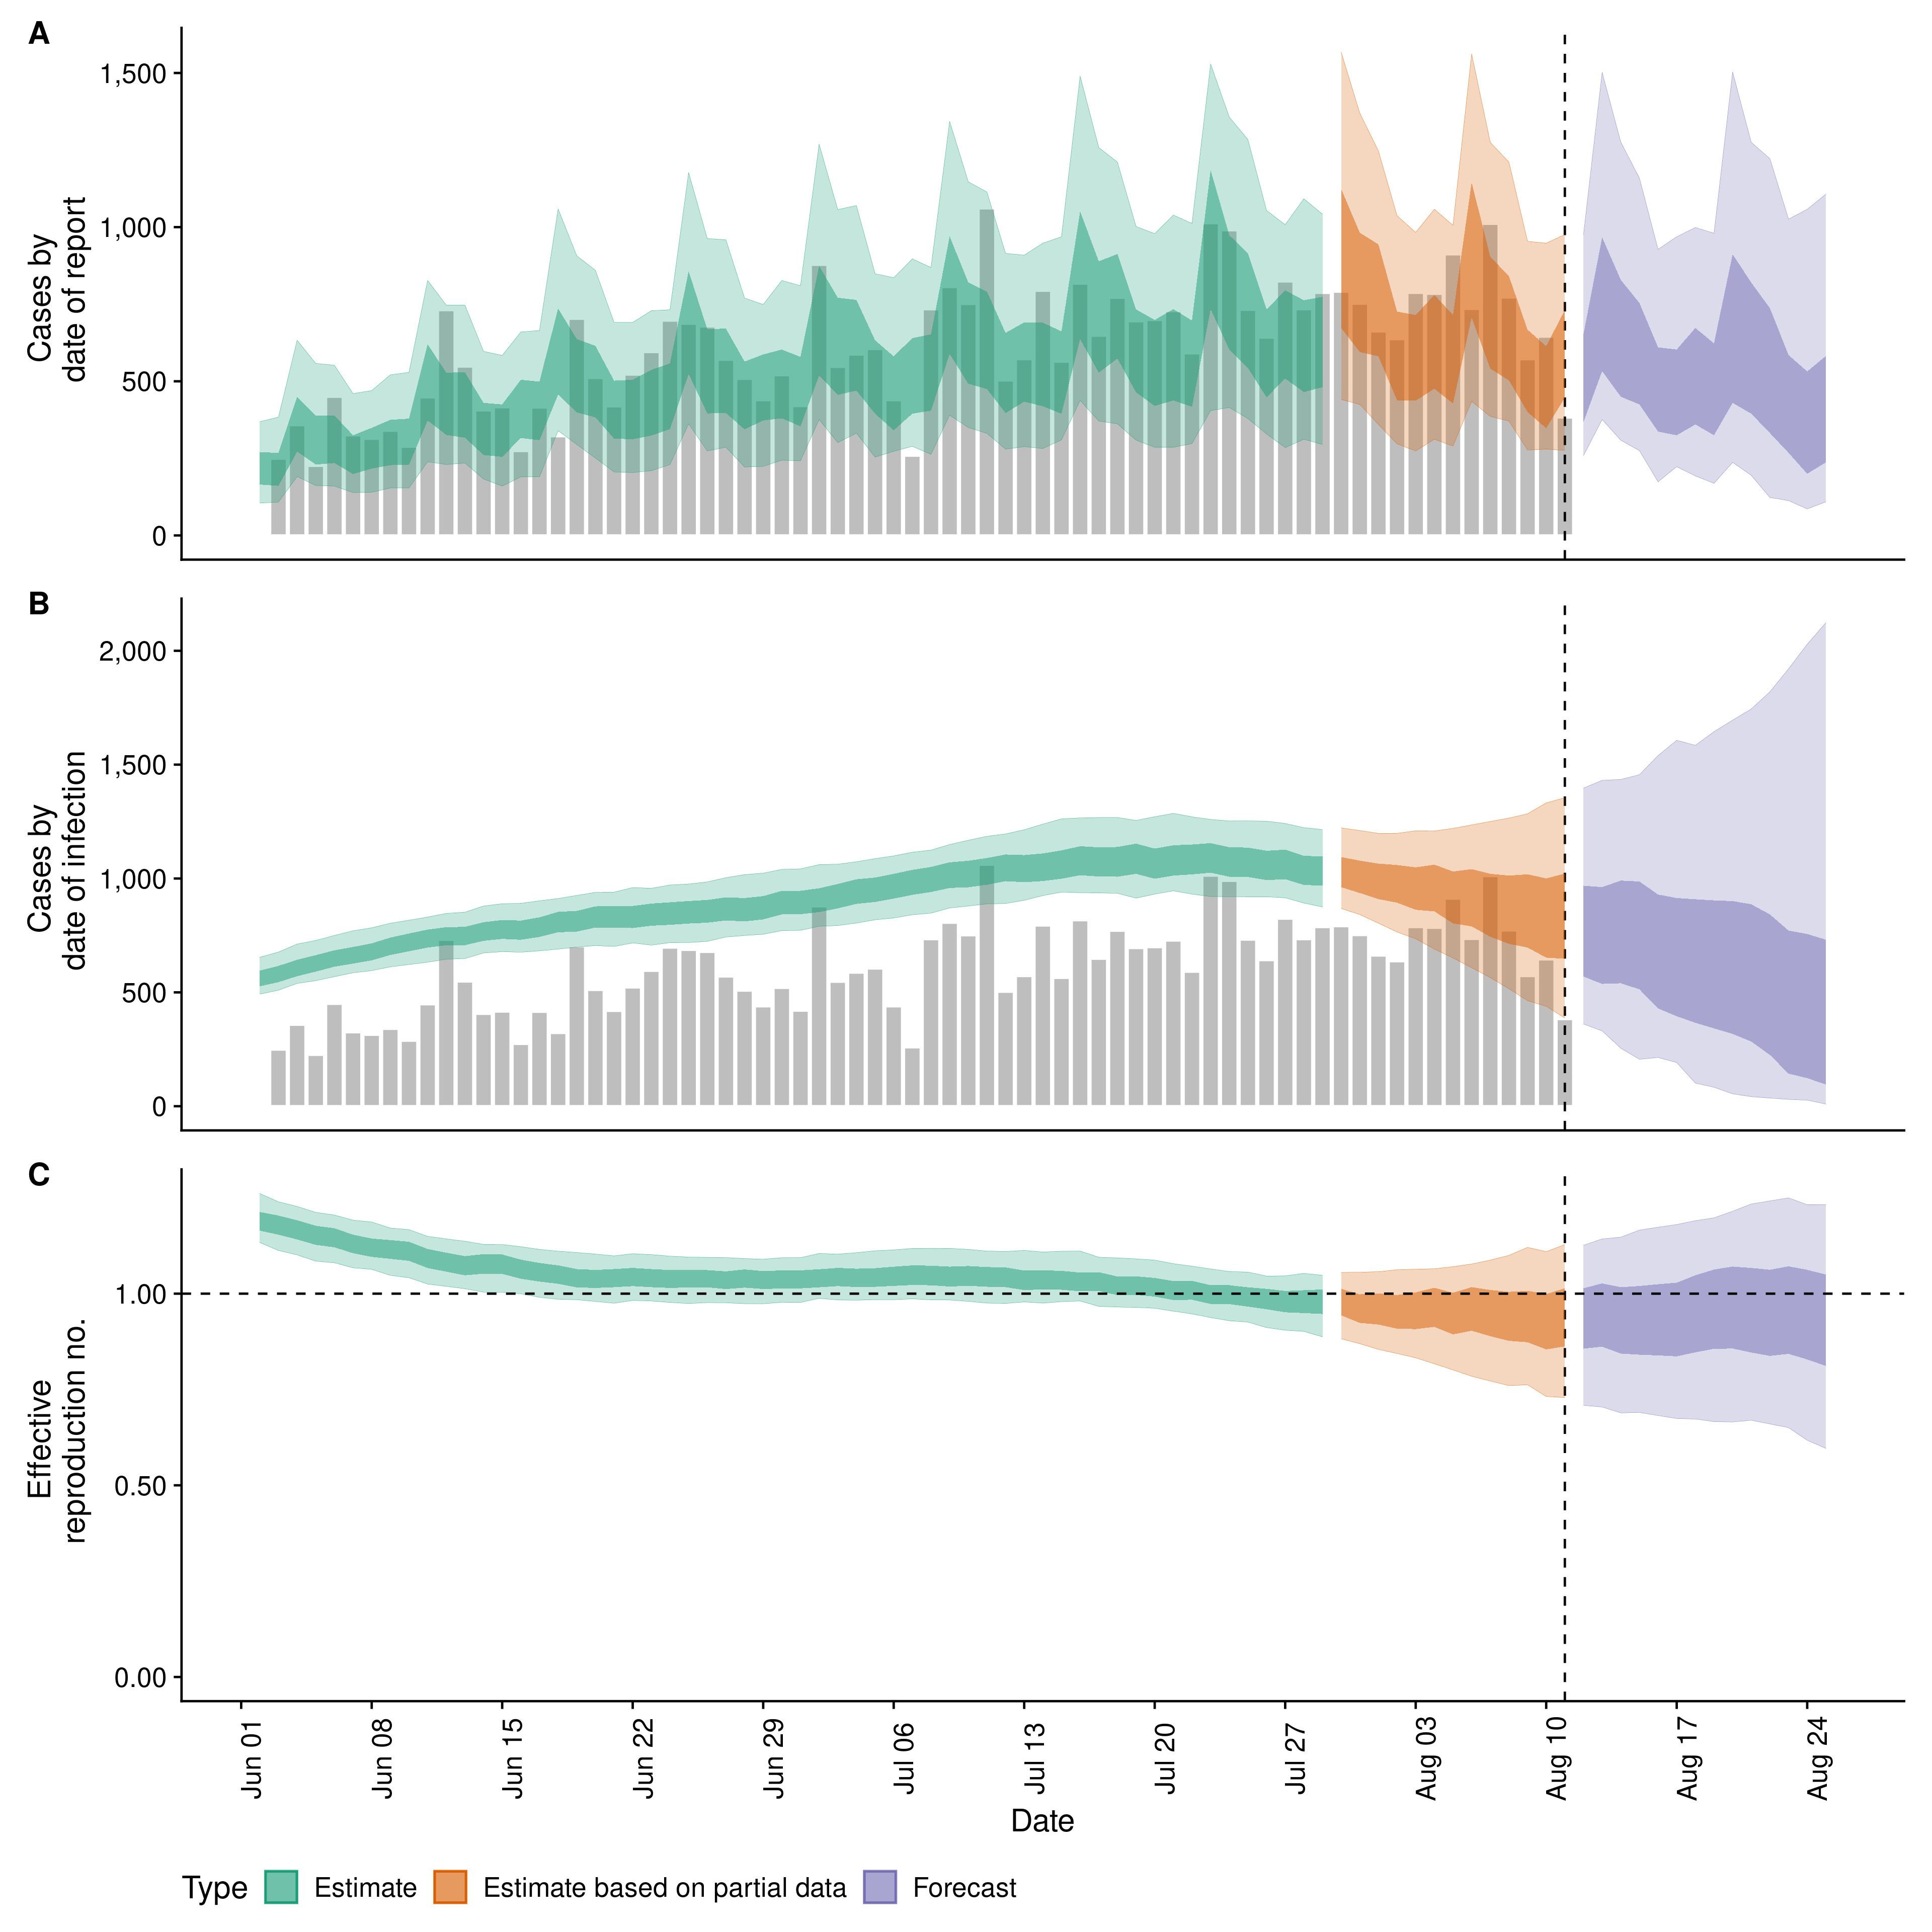 A
1,500
1,000
500
0
Cases by
date of report
B
2,000
1,500
1,000
500
0
Cases by
date of infection
C
1.00
0.50
0.00
Effective
reproduction no.
Jun 01
Jun 08
Jun 15
Jun 22
Jun 29
Jul 06
Jul 13
Jul 20
Jul 27
Aug 03
Aug 10
Aug 17
Aug 24
Date
Type Estimate Estimate based on partial data Forecast